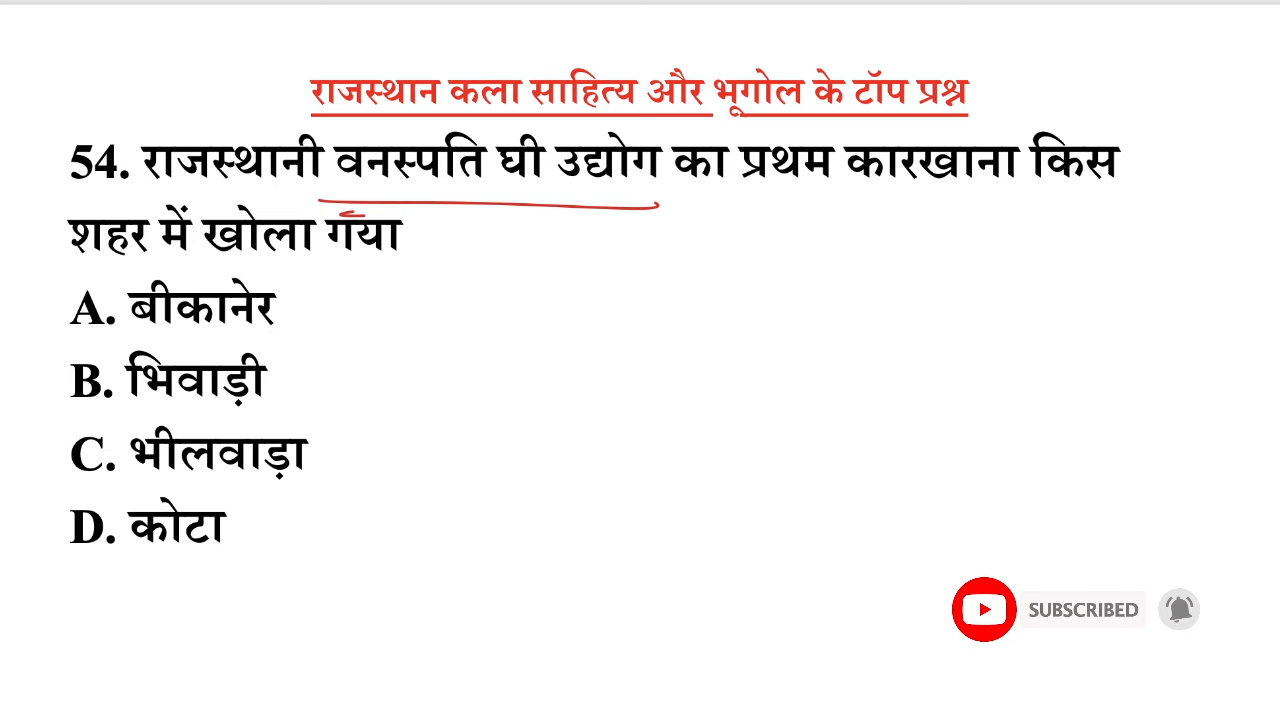 राजस्थान कला साहित्य और भूगोल के टॉप प्रश्न
54. राजस्थानी वनस्पति घी उद्योग का प्रथम कारखाना किस
शहर में खोला गया
A. बीकानेर
B. भिवाड़ी
C. भीलवाड़ा
D. कोटा
SUBSCRIBED